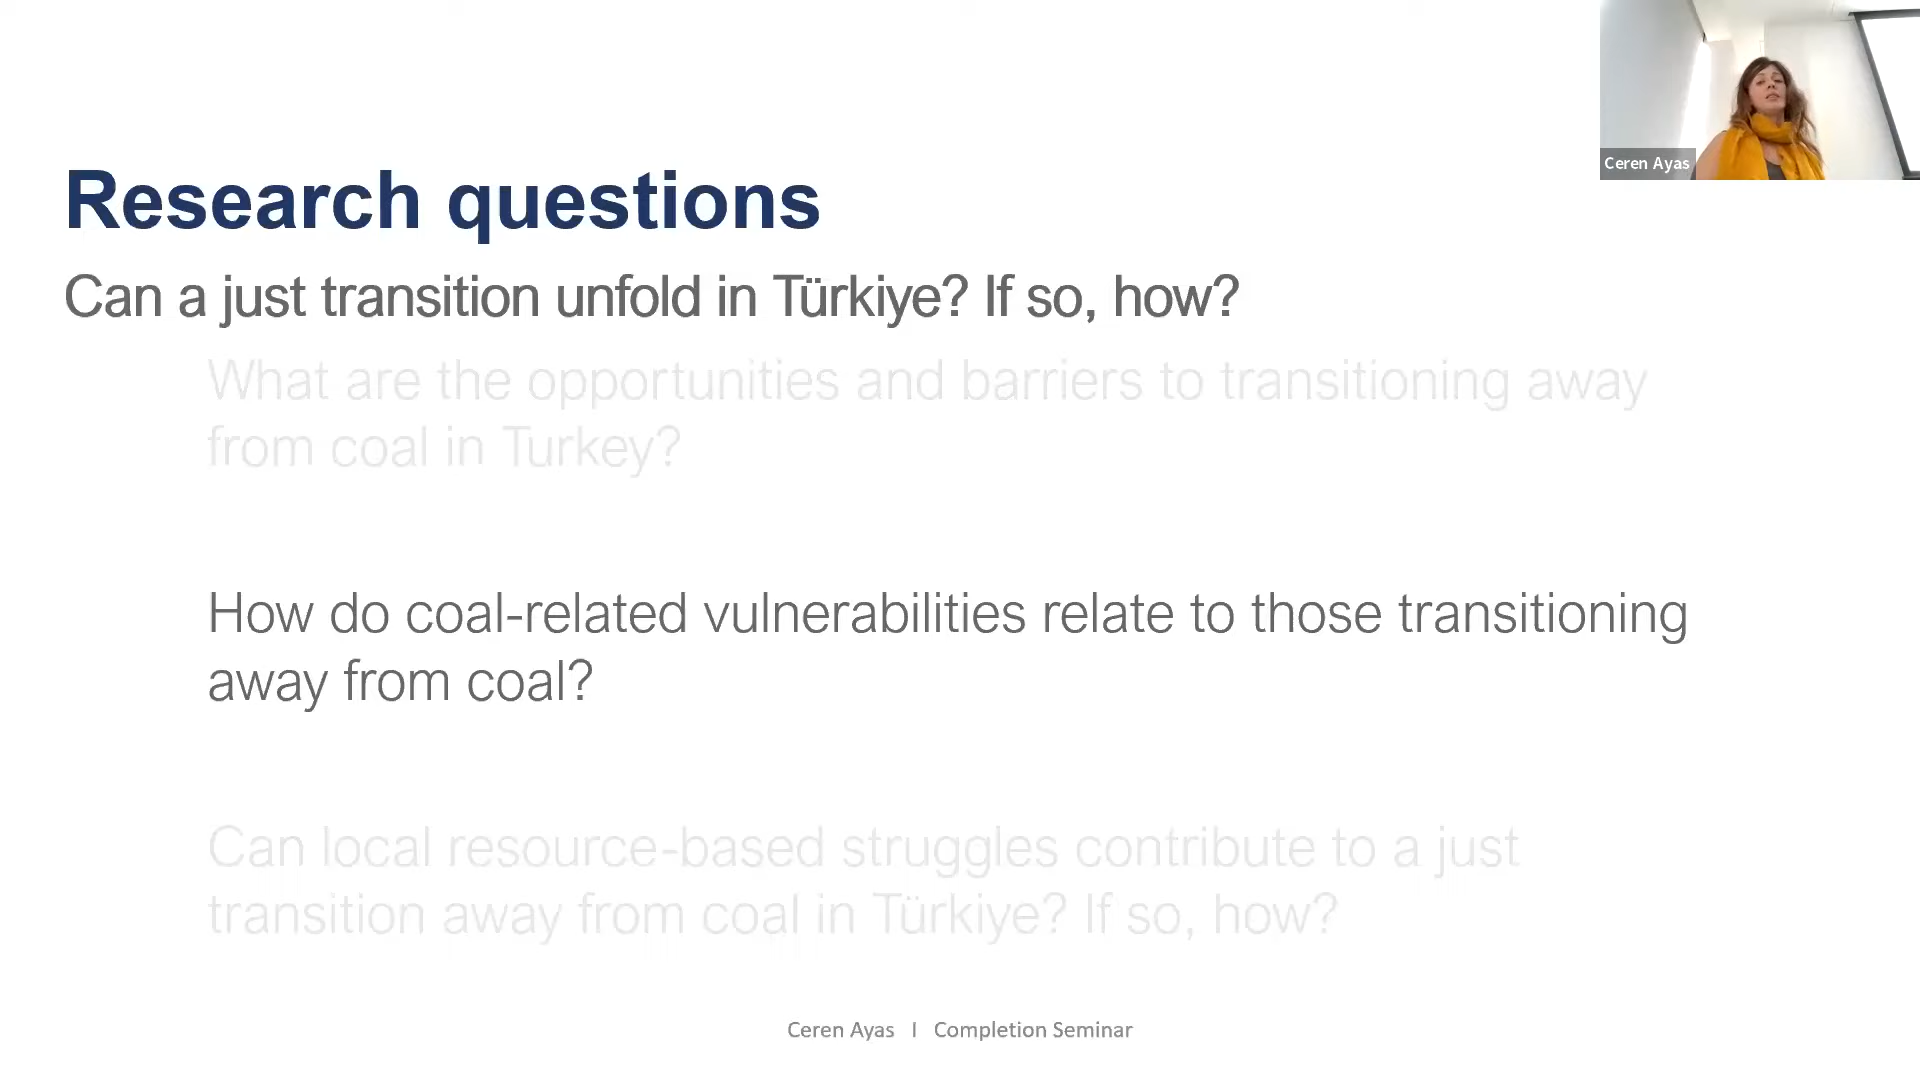 Ceren Ayas
Research questions
Can a just transition unfold in Türkiye? If so, how?
What are the opportunities and barriers to transitioning away
from coal in Turkey?
How do coal-related vulnerabilities relate to those transitioning
away from coal?
Can local resource-based struggles contribute to a just
transition away from coal in Türkiye? If so, how?
Ceren Ayas I Completion Seminar